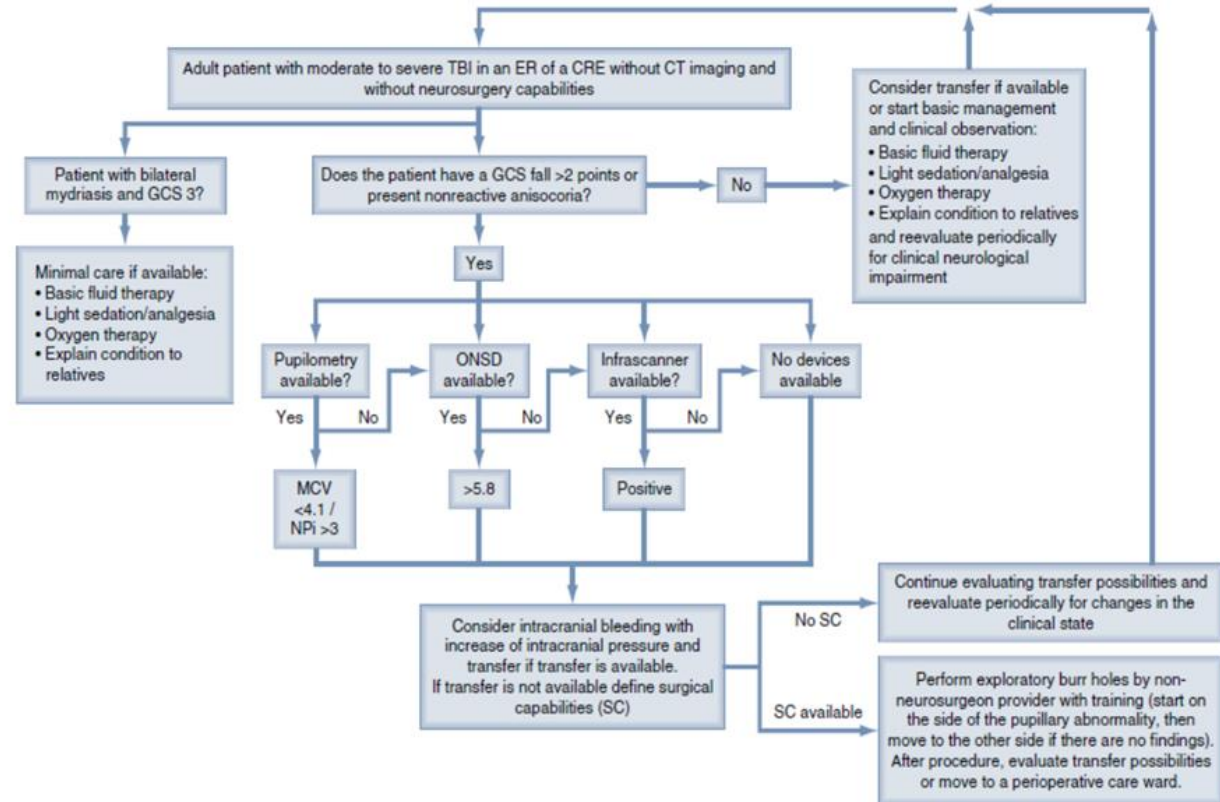 Adult patient with moderate to severe TBI in an ER of a CRE without CT imaging and
without neurosurgery capabilities
Consider transfer if available
or start basic management
and clinical observation:
• Basic fluid therapy
• Light sedation/analgesia
• Oxygen therapy
• Explain condition to relatives
and reevaluate periodically
for clinical neurological
impairment
Patient with bilateral
mydriasis and GCS 3?
Does the patient have a GCS fall >2 points or
present nonreactive anisocoria?
No
Minimal care if available:
• Basic fluid therapy
• Light sedation/analgesia
• Oxygen therapy
• Explain condition to
relatives
Yes
Pupilometry
available?
ONSD
available?
Infrascanner
available?
No devices
available
Yes
No
Yes
No
Yes
No
MCV
<4.1 /
NPi >3
>5.8
Positive
Consider intracranial bleeding with
increase of intracranial pressure and
transfer if transfer is available.
If transfer is not available define surgical
capabilities (SC)
No SC
Continue evaluating transfer possibilities and
reevaluate periodically for changes in the
clinical state
SC available
Perform exploratory burr holes by non-
neurosurgeon provider with training (start on
the side of the pupillary abnormality, then
move to the other side if there are no findings).
After procedure, evaluate transfer possibilities
or move to a perioperative care ward.